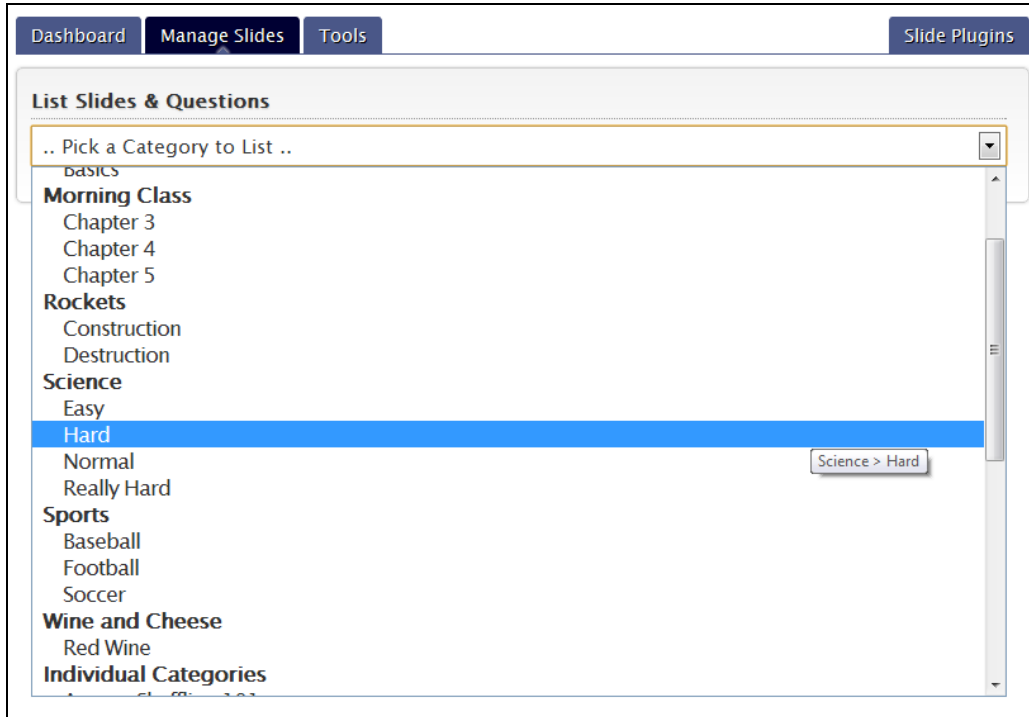 Dashboard Manage Slides Tools Slide Plugins
List Slides & Questions
.. Pick a Category to List ..
Basics
Morning Class
Chapter 3
Chapter 4
Chapter 5
Rockets
Construction
Destruction
Science
Easy
Hard
Normal
Science > Hard
Really Hard
Sports
Baseball
Football
Soccer
Wine and Cheese
Red Wine
Individual Categories